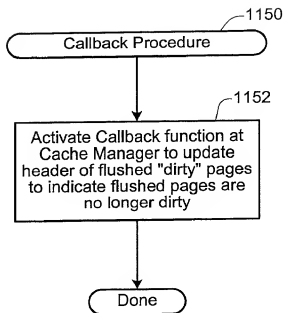 1150
Callback Procedure
1152
Activate Callback function at
Cache Manager to update
header of flushed "dirty" pages
to indicate flushed pages are
no longer dirty
Done